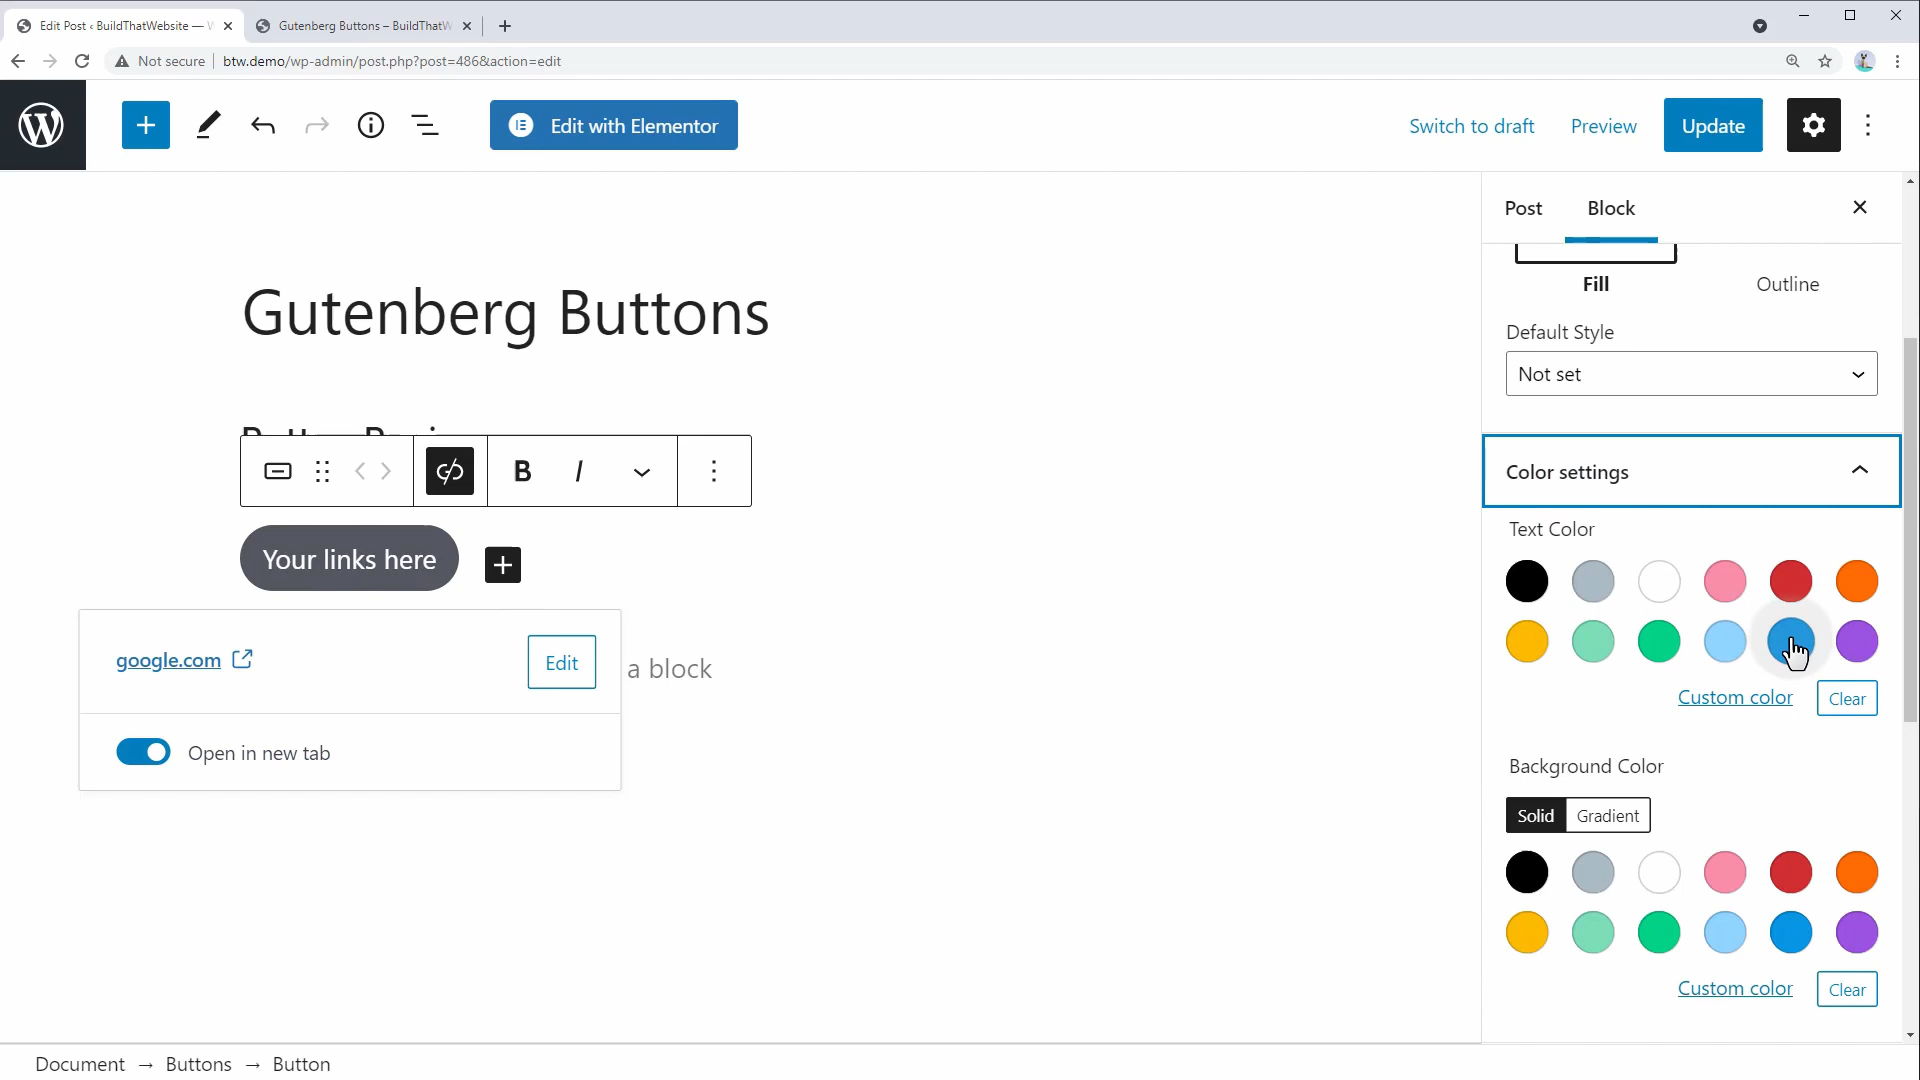 Edit Post ‹ BuildThatWebsite —
Gutenberg Buttons – BuildThatW
Not secure
btw.demo/wp-admin/post.php?post=486&action=edit
Edit with Elementor
Switch to draft
Preview
Update
Post
Block
Gutenberg Buttons
Fill
Outline
Default Style
Not set
B I
Color settings
Text Color
Your links here
google.com
Edit
a block
Open in new tab
Custom color
Clear
Background Color
Solid
Gradient
Custom color
Clear
Document → Buttons → Button